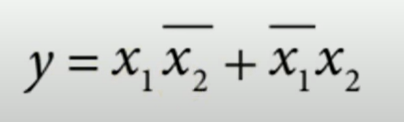 y = x₁x̅₂ + x̅₁x₂